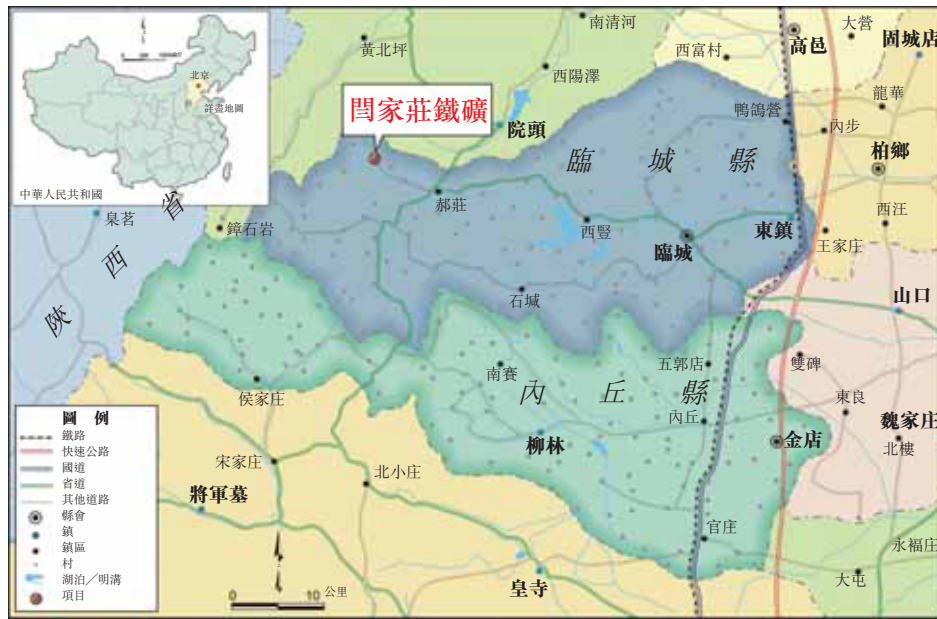 北京
詳盡地圖
中華人民共和國
南清河
大營
黃北坪
西富村
高邑
固城店
西陽澤
龍華
閆家莊鐵礦
鴨鴿營
內步
院頭
臨城縣
柏鄉
郝莊
西汪
泉茗
陝西省
鐏石岩
西豎
臨城
東鎮
王家庄
石城
山口
南賽
五郭店
雙碑
侯家庄
內丘縣
東良
內丘
魏家庄
柳林
金店
北樓
宋家庄
北小庄
將軍墓
官庄
永福庄
大屯
皇寺
圖例
鐵路
快速公路
國道
省道
其他道路
縣會
鎮
鎮區
村
湖泊／明溝
項目
0 10 公里